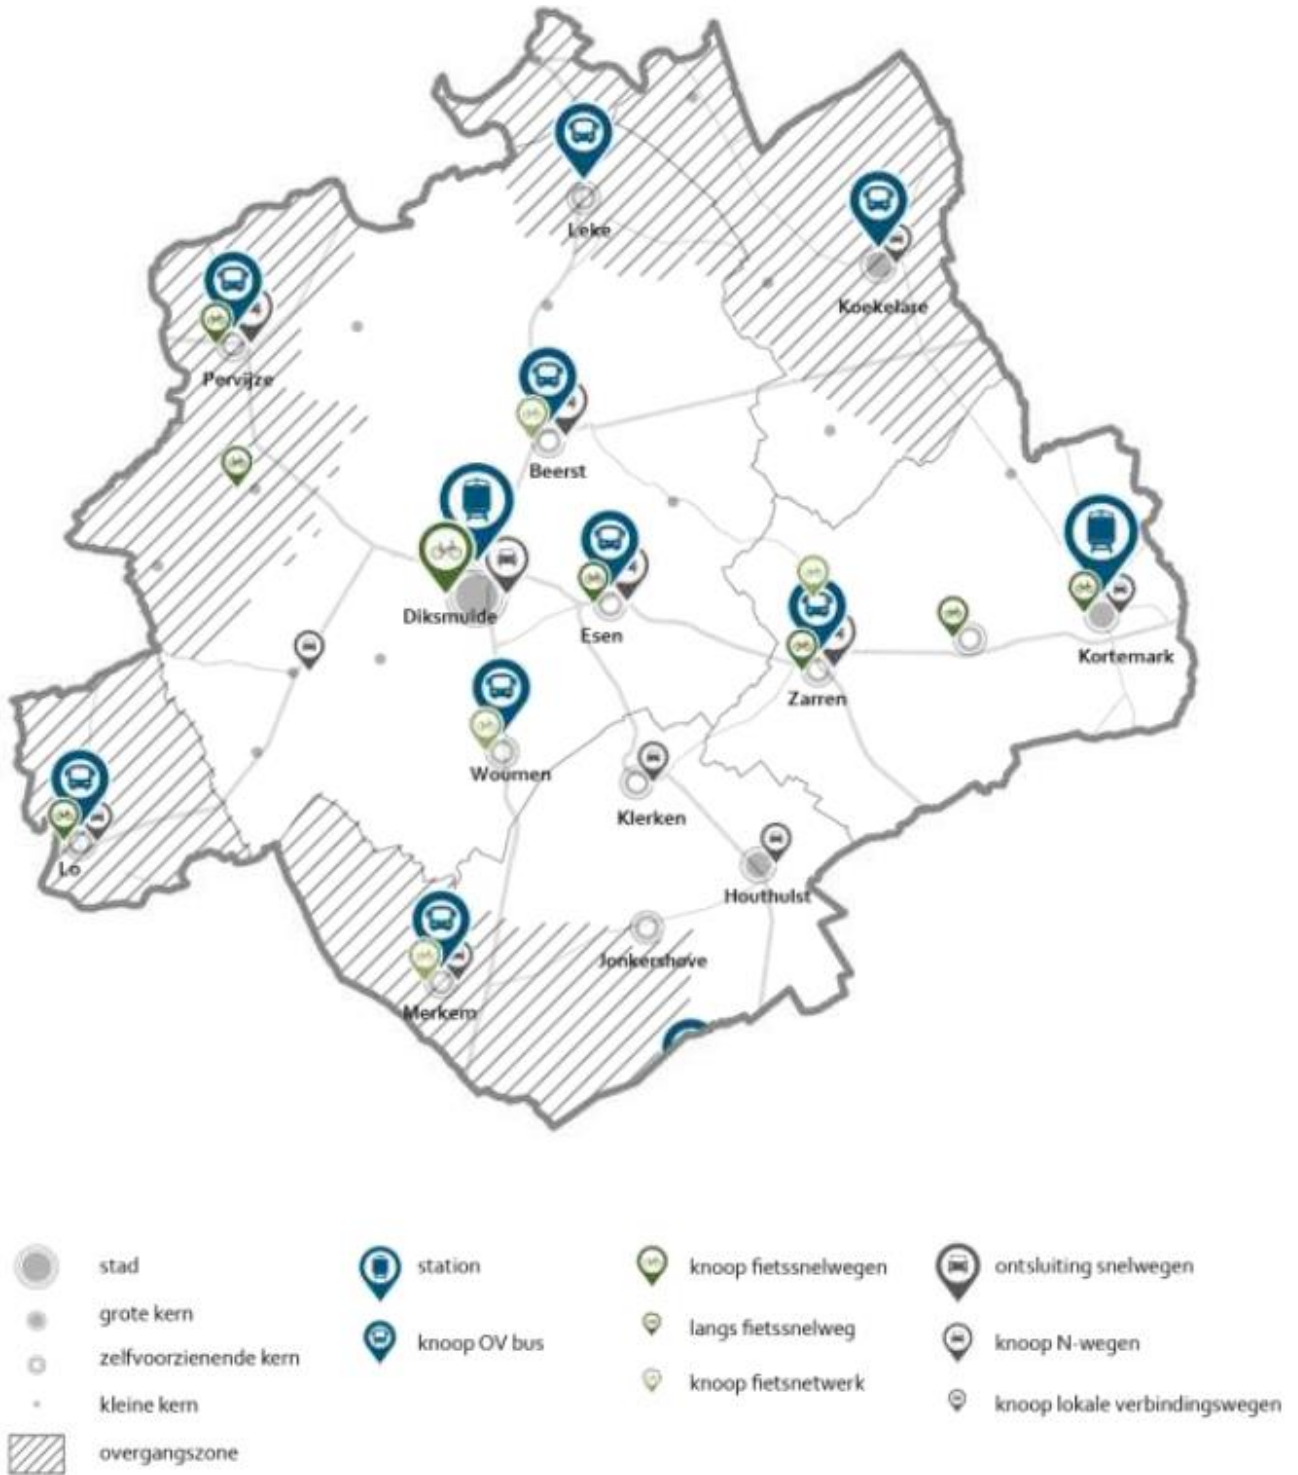 Leke
Koekelare
Pervijze
Beerst
Diksmuide
Esen
Kortemark
Zarren
Woumen
Klerken
Lo
Houthulst
Jonkershove
Merkem
stad
station
knoop fietssnelwegen
ontsluiting snelwegen
grote kern
knoop OV bus
langs fietssnelweg
knoop N-wegen
zelfvoorzienende kern
knoop fietsnetwerk
kleine kern
knoop lokale verbindingswegen
overgangszone